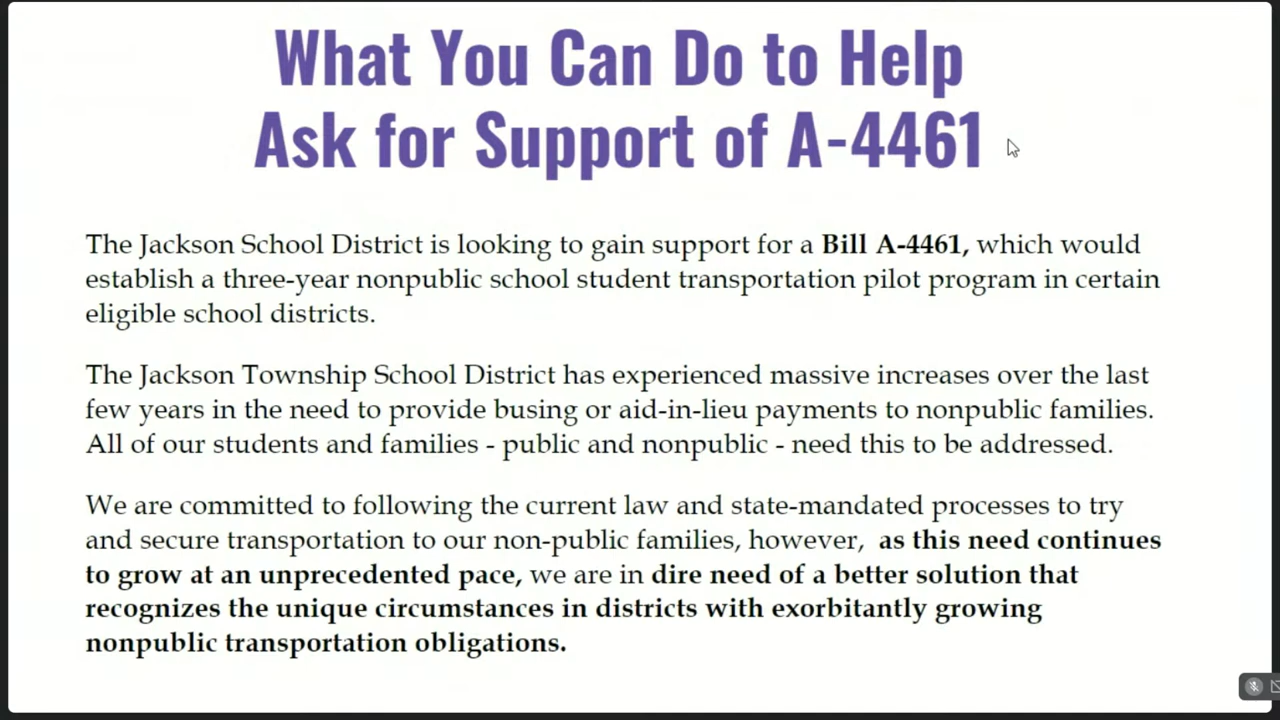 What You Can Do to Help
Ask for Support of A-4461
The Jackson School District is looking to gain support for a Bill A-4461, which would
establish a three-year nonpublic school student transportation pilot program in certain
eligible school districts.
The Jackson Township School District has experienced massive increases over the last
few years in the need to provide busing or aid-in-lieu payments to nonpublic families.
All of our students and families - public and nonpublic - need this to be addressed.
We are committed to following the current law and state-mandated processes to try
and secure transportation to our non-public families, however, as this need continues
to grow at an unprecedented pace, we are in dire need of a better solution that
recognizes the unique circumstances in districts with exorbitantly growing
nonpublic transportation obligations.